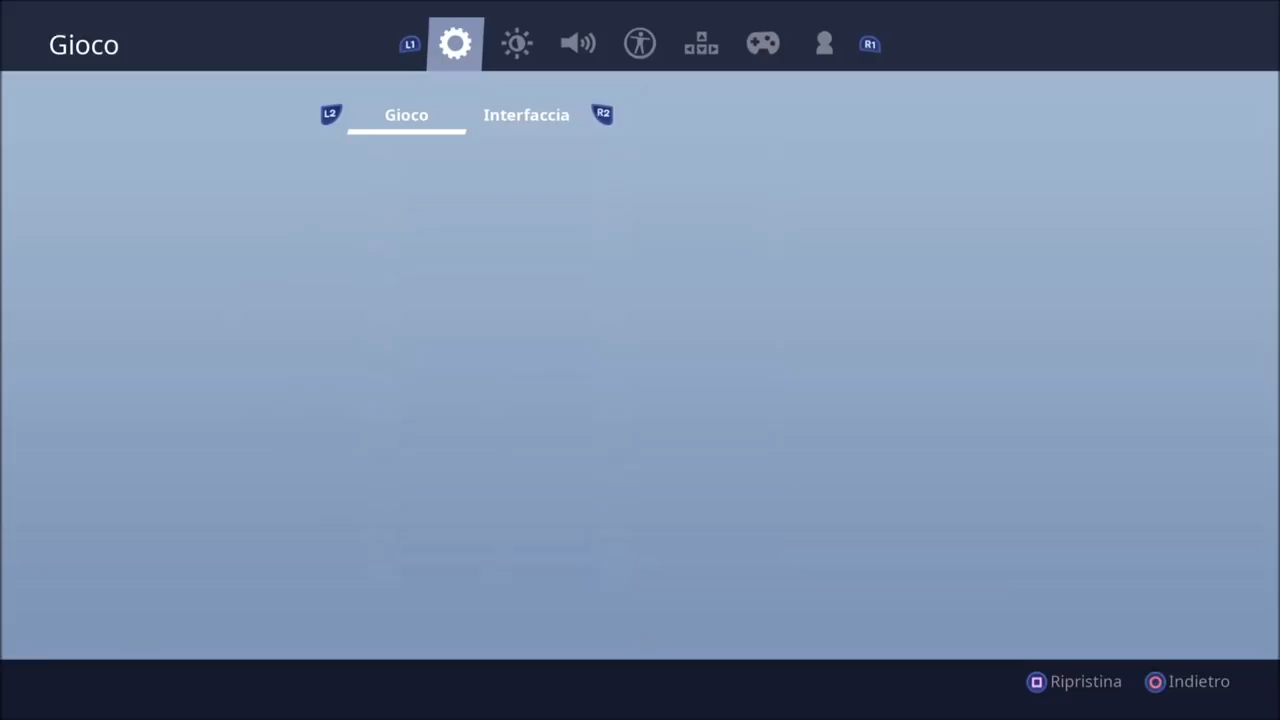 Gioco
L1
R1
L2 Gioco Interfaccia R2
Ripristina Indietro